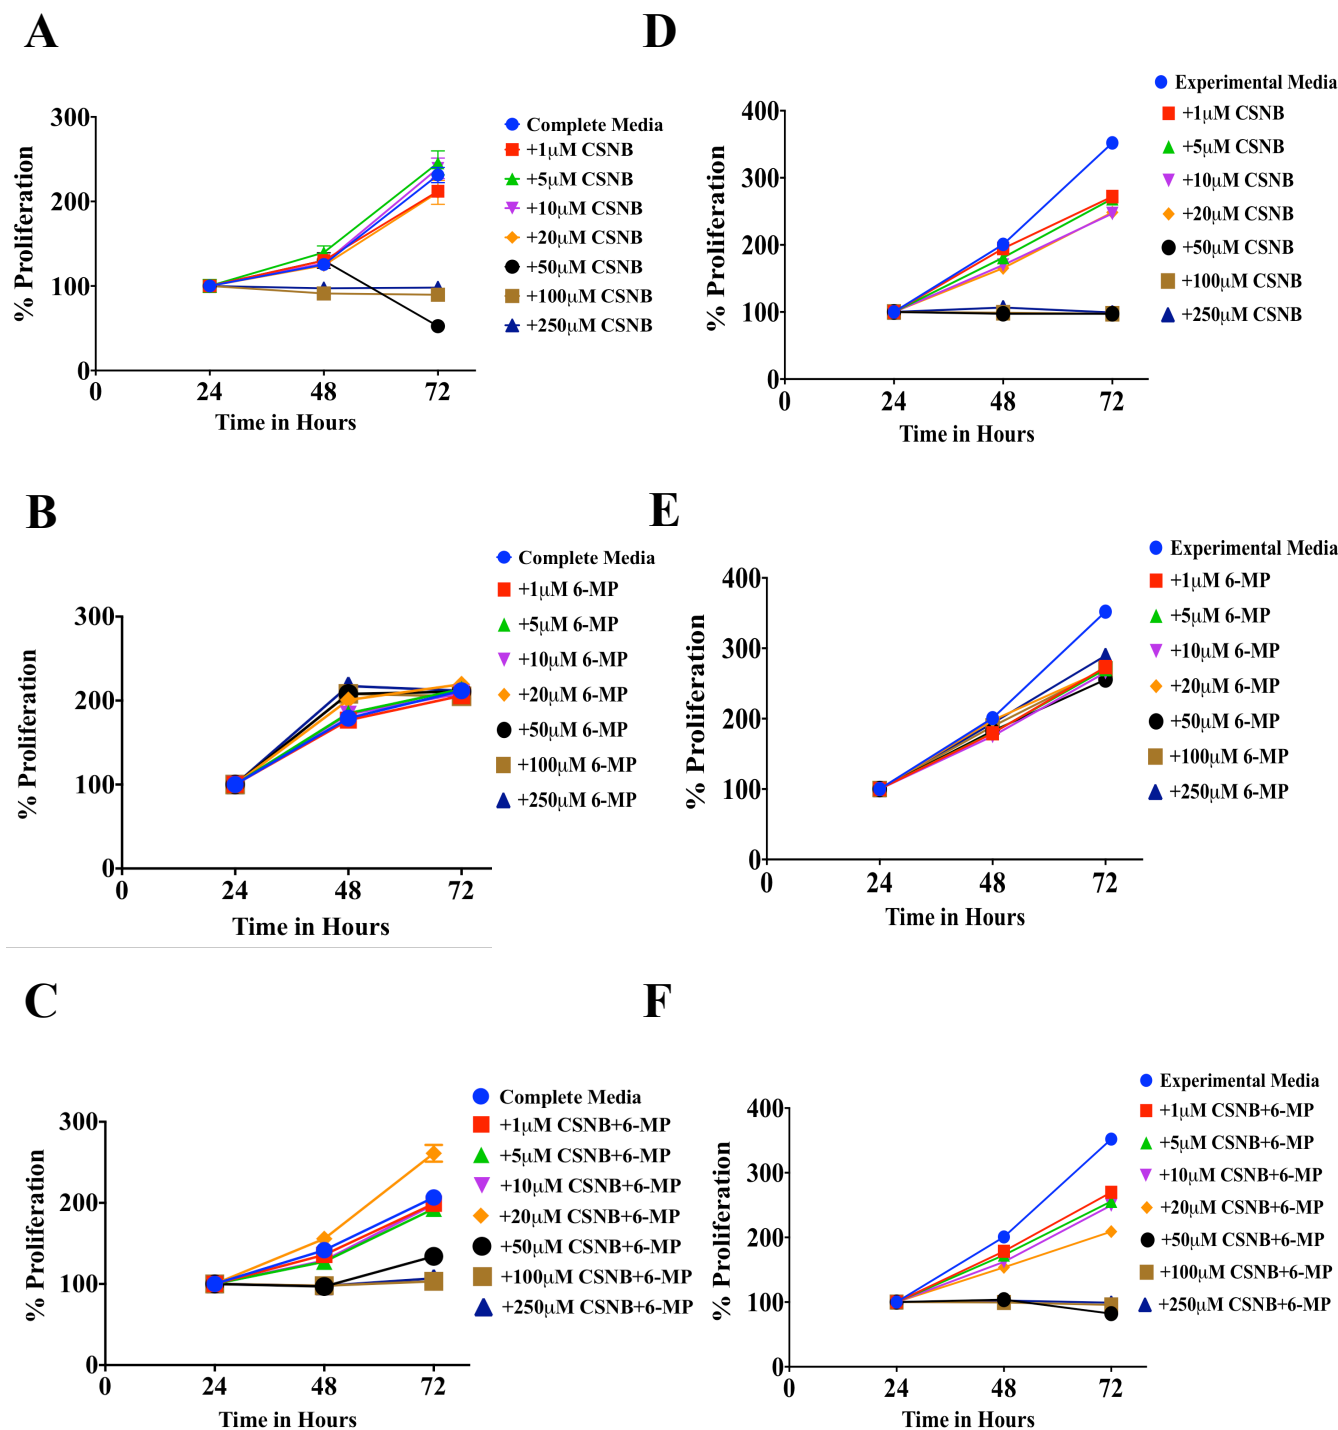 A
% Proliferation
300
200
100
0
0
24
48
72
Time in Hours
Complete Media
+1μM CSNB
+5μM CSNB
+10μM CSNB
+20μM CSNB
+50μM CSNB
+100μM CSNB
+250μM CSNB
D
% Proliferation
400
300
200
100
0
0
24
48
72
Time in Hours
Experimental Media
+1μM CSNB
+5μM CSNB
+10μM CSNB
+20μM CSNB
+50μM CSNB
+100μM CSNB
+250μM CSNB
B
% Proliferation
300
200
100
0
0
24
48
72
Time in Hours
Complete Media
+1μM 6-MP
+5μM 6-MP
+10μM 6-MP
+20μM 6-MP
+50μM 6-MP
+100μM 6-MP
+250μM 6-MP
E
% Proliferation
400
300
200
100
0
0
24
48
72
Time in Hours
Experimental Media
+1μM 6-MP
+5μM 6-MP
+10μM 6-MP
+20μM 6-MP
+50μM 6-MP
+100μM 6-MP
+250μM 6-MP
C
% Proliferation
300
200
100
0
0
24
48
72
Time in Hours
Complete Media
+1μM CSNB+6-MP
+5μM CSNB+6-MP
+10μM CSNB+6-MP
+20μM CSNB+6-MP
+50μM CSNB+6-MP
+100μM CSNB+6-MP
+250μM CSNB+6-MP
F
% Proliferation
400
300
200
100
0
0
24
48
72
Time in Hours
Experimental Media
+1μM CSNB+6-MP
+5μM CSNB+6-MP
+10μM CSNB+6-MP
+20μM CSNB+6-MP
+50μM CSNB+6-MP
+100μM CSNB+6-MP
+250μM CSNB+6-MP